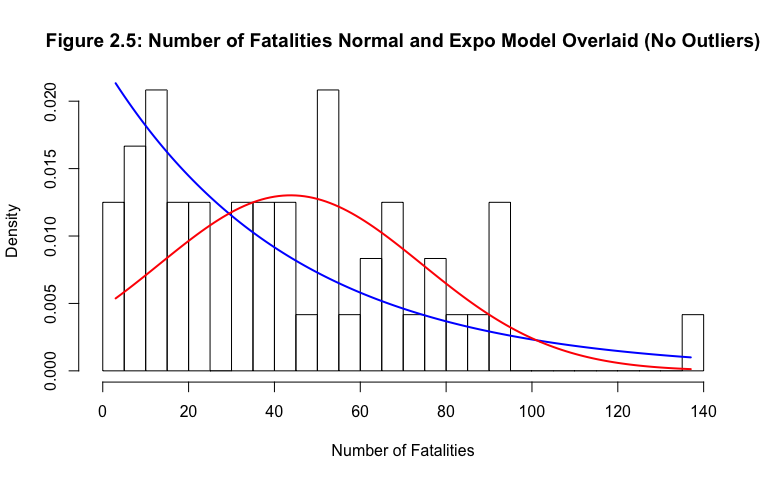 Figure 2.5: Number of Fatalities Normal and Expo Model Overlaid (No Outliers)
0.020
0.015
0.010
0.005
0.000
Density
0 20 40 60 80 100 120 140
Number of Fatalities